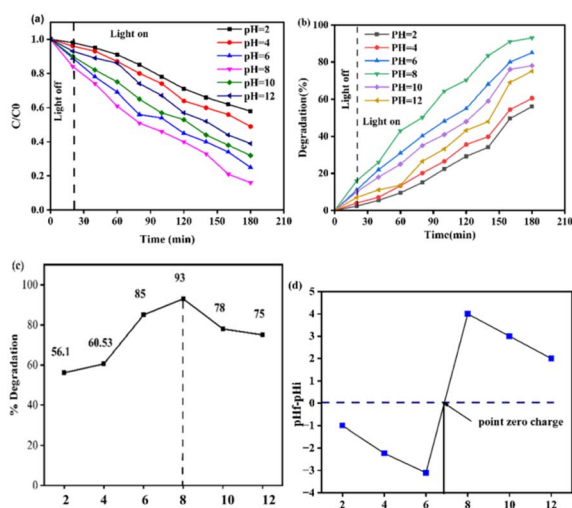 (a)
Light on
pH=2
pH=4
pH=6
pH=8
pH=10
pH=12
Light off
C/C0
1.0
0.8
0.6
0.4
0.2
0.0
0 30 60 90 120 150 180 210
Time (min)
(b)
PH=2
PH=4
PH=6
PH=8
PH=10
PH=12
Light on
Light off
Degradation(%)
100
80
60
40
20
0
0 30 60 90 120 150 180 210
Time(min)
(c)
% Degradation
100
80
60
40
20
0
56.1
60.53
85
93
78
75
2 4 6 8 10 12
(d)
pHf-pHi
5
4
3
2
1
0
-1
-2
-3
-4
point zero charge
2 4 6 8 10 12